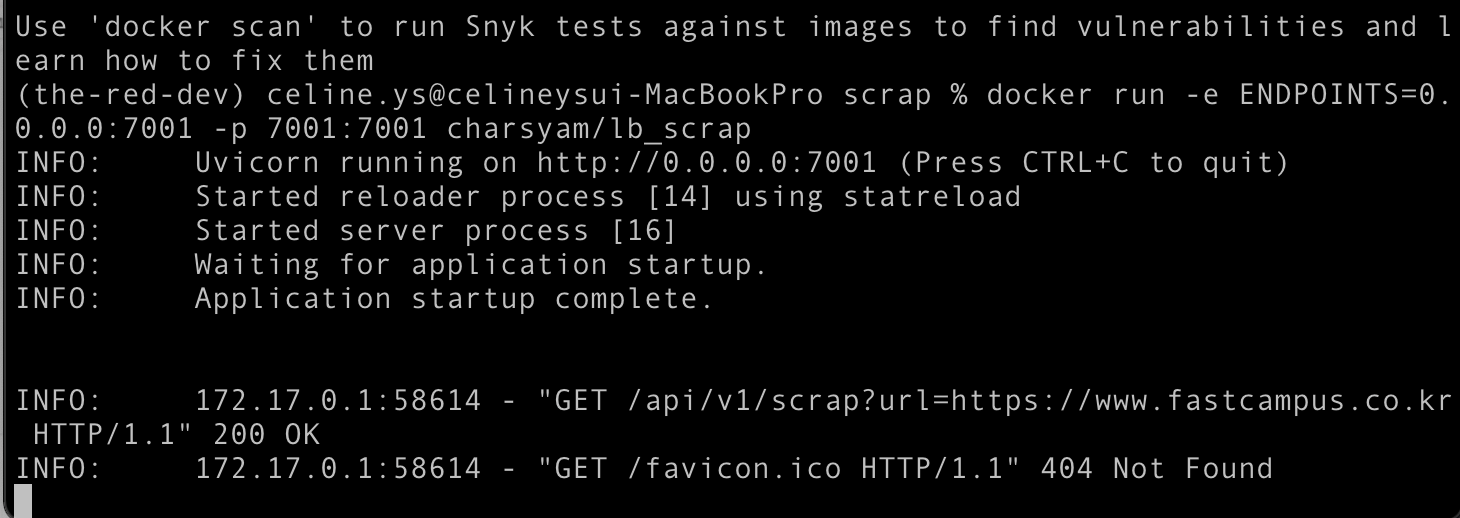 Use 'docker scan' to run Snyk tests against images to find vulnerabilities and l
earn how to fix them
(the-red-dev) celine.ys@celineysui-MacBookPro scrap % docker run -e ENDPOINTS=0.
0.0.0:7001 -p 7001:7001 charsyam/lb_scrap
INFO:     Uvicorn running on http://0.0.0.0:7001 (Press CTRL+C to quit)
INFO:     Started reloader process [14] using statreload
INFO:     Started server process [16]
INFO:     Waiting for application startup.
INFO:     Application startup complete.
INFO:     172.17.0.1:58614 - "GET /api/v1/scrap?url=https://www.fastcampus.co.kr
 HTTP/1.1" 200 OK
INFO:     172.17.0.1:58614 - "GET /favicon.ico HTTP/1.1" 404 Not Found